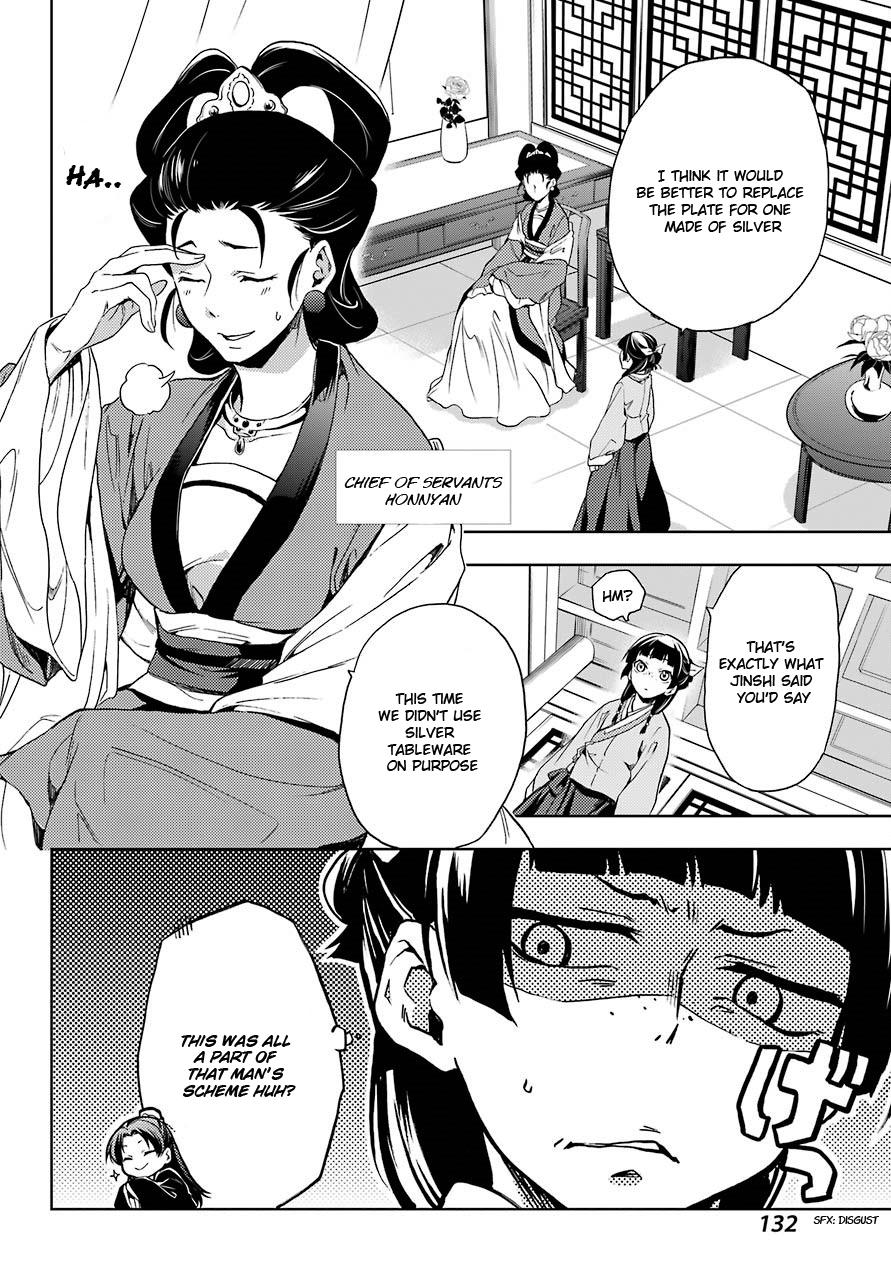 I THINK IT WOULD
BE BETTER TO REPLACE
THE PLATE FOR ONE
MADE OF SILVER
HA..
CHIEF OF SERVANTS
HONNYAN
THAT'S
EXACTLY WHAT
JINSHI SAID
YOU'D SAY
HM?
THIS TIME
WE DIDN'T USE
SILVER
TABLEWARE
ON PURPOSE
げっ
THIS WAS ALL
A PART OF
THAT MAN'S
SCHEME HUH?
132
SFX: DISGUST